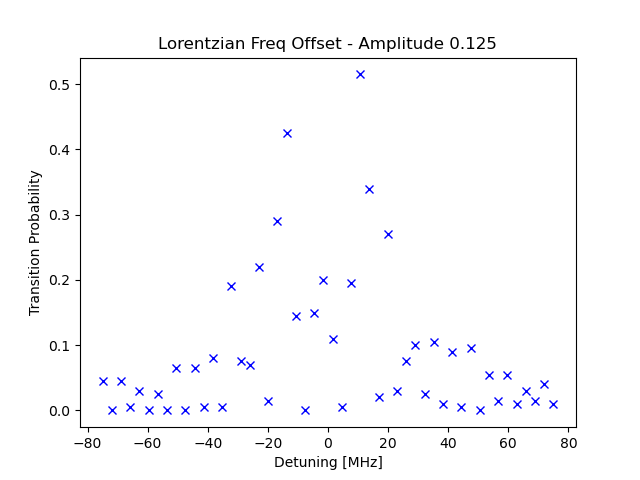 Lorentzian Freq Offset - Amplitude 0.125
Transition Probability
0.5
0.4
0.3
0.2
0.1
0.0
−80 −60 −40 −20 0 20 40 60 80
Detuning [MHz]